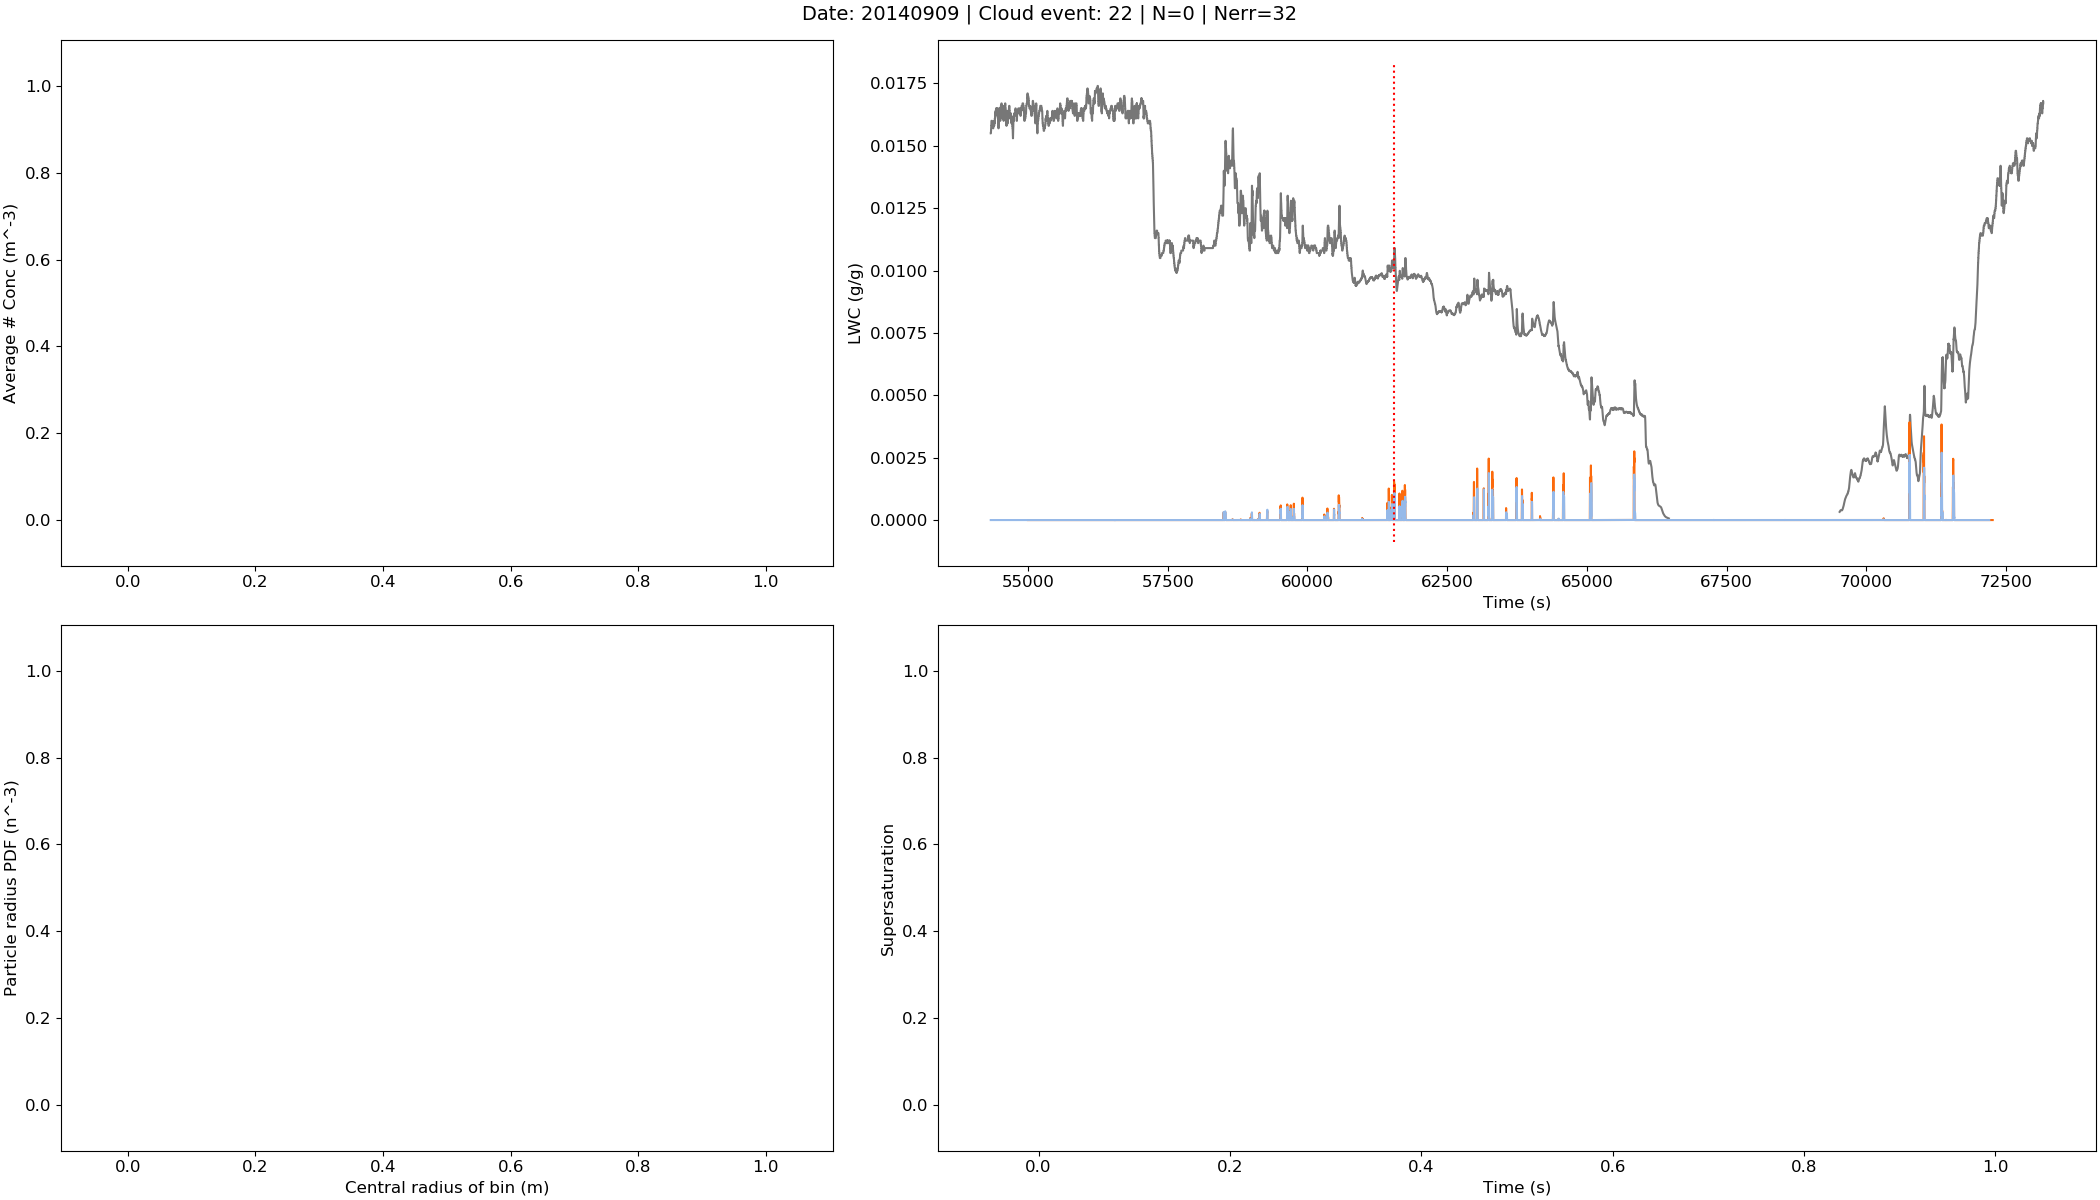 Date: 20140909 | Cloud event: 22 | N=0 | Nerr=32
Average # Conc (m^-3)
1.0
0.8
0.6
0.4
0.2
0.0
0.0 0.2 0.4 0.6 0.8 1.0
LWC (g/g)
0.0175
0.0150
0.0125
0.0100
0.0075
0.0050
0.0025
0.0000
55000 57500 60000 62500 65000 67500 70000 72500
Time (s)
Particle radius PDF (n^-3)
1.0
0.8
0.6
0.4
0.2
0.0
0.0 0.2 0.4 0.6 0.8 1.0
Central radius of bin (m)
Supersaturation
1.0
0.8
0.6
0.4
0.2
0.0
0.0 0.2 0.4 0.6 0.8 1.0
Time (s)